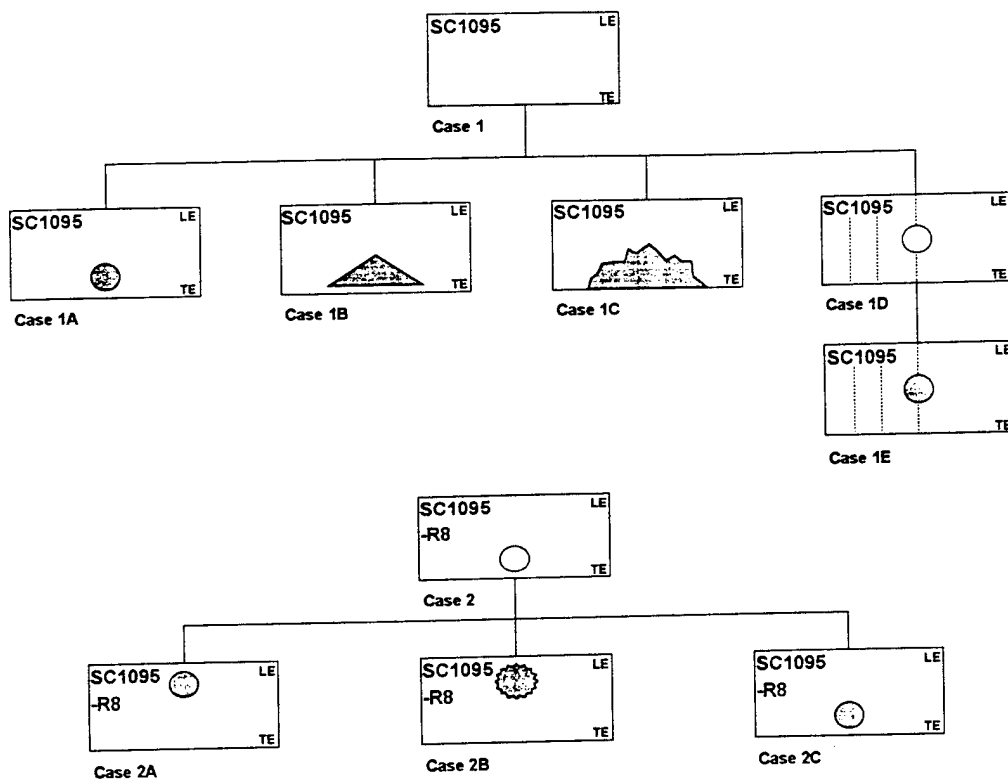 SC1095 LE
TE
Case 1
SC1095 LE
TE
Case 1A
SC1095 LE
TE
Case 1B
SC1095 LE
TE
Case 1C
SC1095 LE
TE
Case 1D
SC1095 LE
TE
Case 1E
SC1095 LE
-R8
TE
Case 2
SC1095 LE
-R8
TE
Case 2A
SC1095 LE
-R8
TE
Case 2B
SC1095 LE
-R8
TE
Case 2C